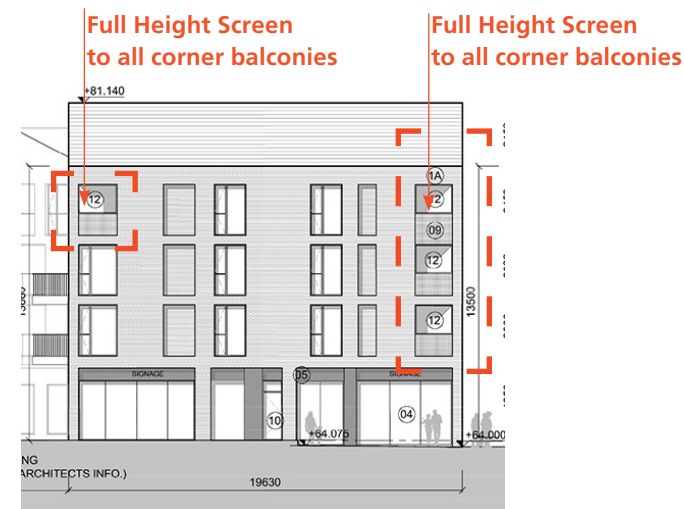 Full Height Screen
to all corner balconies
Full Height Screen
to all corner balconies
+81.140
1A
12
12
09
12
13500
12
SIGNAGE
05
SIGNAGE
10
04
+64.075
+64.000
NG
ARCHITECTS INFO.)
19630